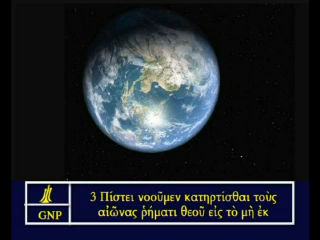 3 Πίστει νοοῦμεν κατηρτίσθαι τοὺς
αἰῶνας ῥήματι θεοῦ εἰς τὸ μὴ ἐκ
GNP